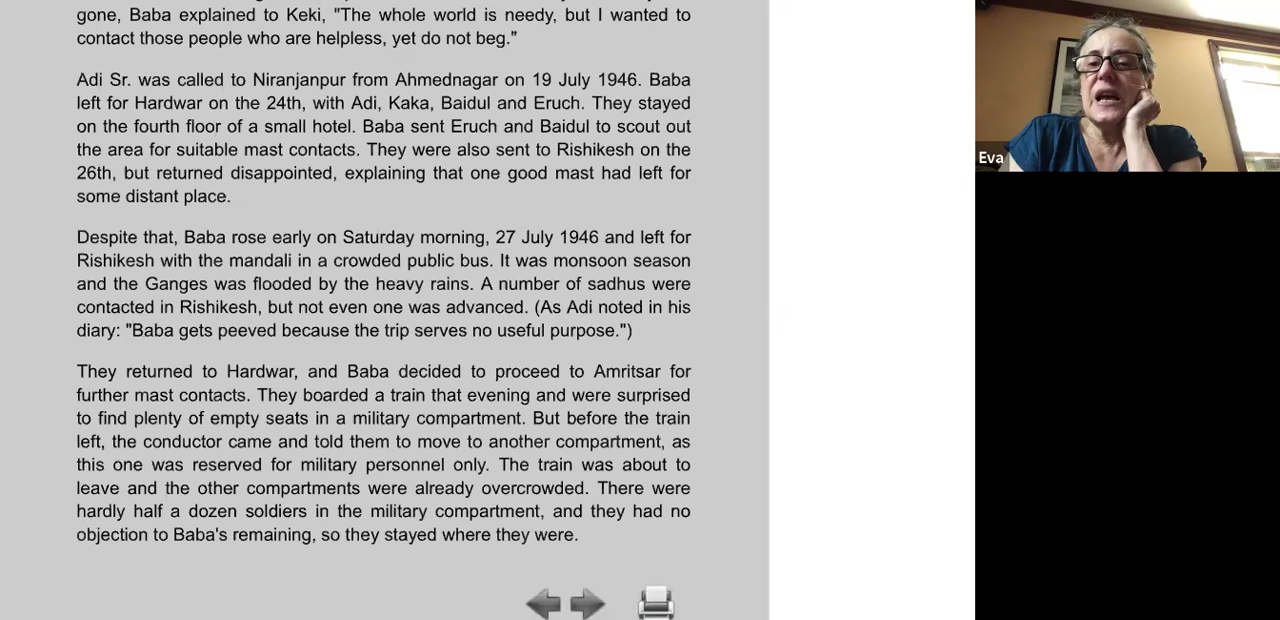 gone, Baba explained to Keki, "The whole world is needy, but I wanted to
contact those people who are helpless, yet do not beg."
Adi Sr. was called to Niranjanpur from Ahmednagar on 19 July 1946. Baba
left for Hardwar on the 24th, with Adi, Kaka, Baidul and Eruch. They stayed
on the fourth floor of a small hotel. Baba sent Eruch and Baidul to scout out
the area for suitable mast contacts. They were also sent to Rishikesh on the
26th, but returned disappointed, explaining that one good mast had left for
some distant place.
Despite that, Baba rose early on Saturday morning, 27 July 1946 and left for
Rishikesh with the mandali in a crowded public bus. It was monsoon season
and the Ganges was flooded by the heavy rains. A number of sadhus were
contacted in Rishikesh, but not even one was advanced. (As Adi noted in his
diary: "Baba gets peeved because the trip serves no useful purpose.")
They returned to Hardwar, and Baba decided to proceed to Amritsar for
further mast contacts. They boarded a train that evening and were surprised
to find plenty of empty seats in a military compartment. But before the train
left, the conductor came and told them to move to another compartment, as
this one was reserved for military personnel only. The train was about to
leave and the other compartments were already overcrowded. There were
hardly half a dozen soldiers in the military compartment, and they had no
objection to Baba's remaining, so they stayed where they were.
Eva